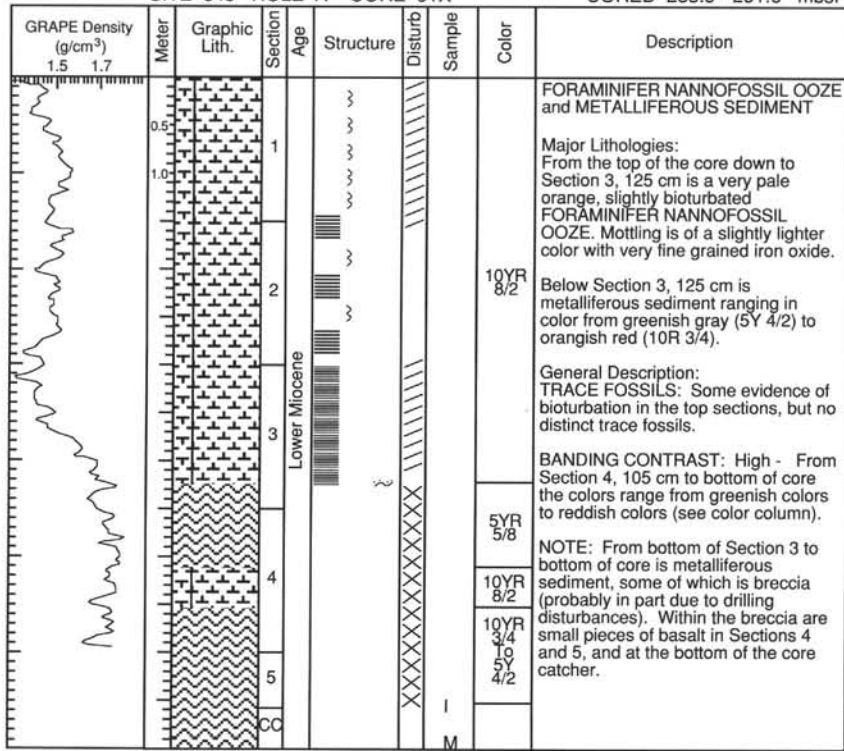 GRAPE Density
(g/cm³)
1.5 1.7
Meter
Graphic
Lith.
Section
Age
Structure
Disturb
Sample
Color
Description
0.5
1.0
1
2
3
4
5
CC
Lower Miocene
I
M
10YR
8/2
5YR
5/8
10YR
8/2
10YR
3/4
To
5Y
4/2
FORAMINIFER NANNOFOSSIL OOZE
and METALLIFEROUS SEDIMENT
Major Lithologies:
From the top of the core down to
Section 3, 125 cm is a very pale
orange, slightly bioturbated
FORAMINIFER NANNOFOSSIL
OOZE. Mottling is of a slightly lighter
color with very fine grained iron oxide.
Below Section 3, 125 cm is
metalliferous sediment ranging in
color from greenish gray (5Y 4/2) to
orangish red (10R 3/4).
General Description:
TRACE FOSSILS: Some evidence of
bioturbation in the top sections, but no
distinct trace fossils.
BANDING CONTRAST: High - From
Section 4, 105 cm to bottom of core
the colors range from greenish colors
to reddish colors (see color column).
NOTE: From bottom of Section 3 to
bottom of core is metalliferous
sediment, some of which is breccia
(probably in part due to drilling
disturbances). Within the breccia are
small pieces of basalt in Sections 4
and 5, and at the bottom of the core
catcher.